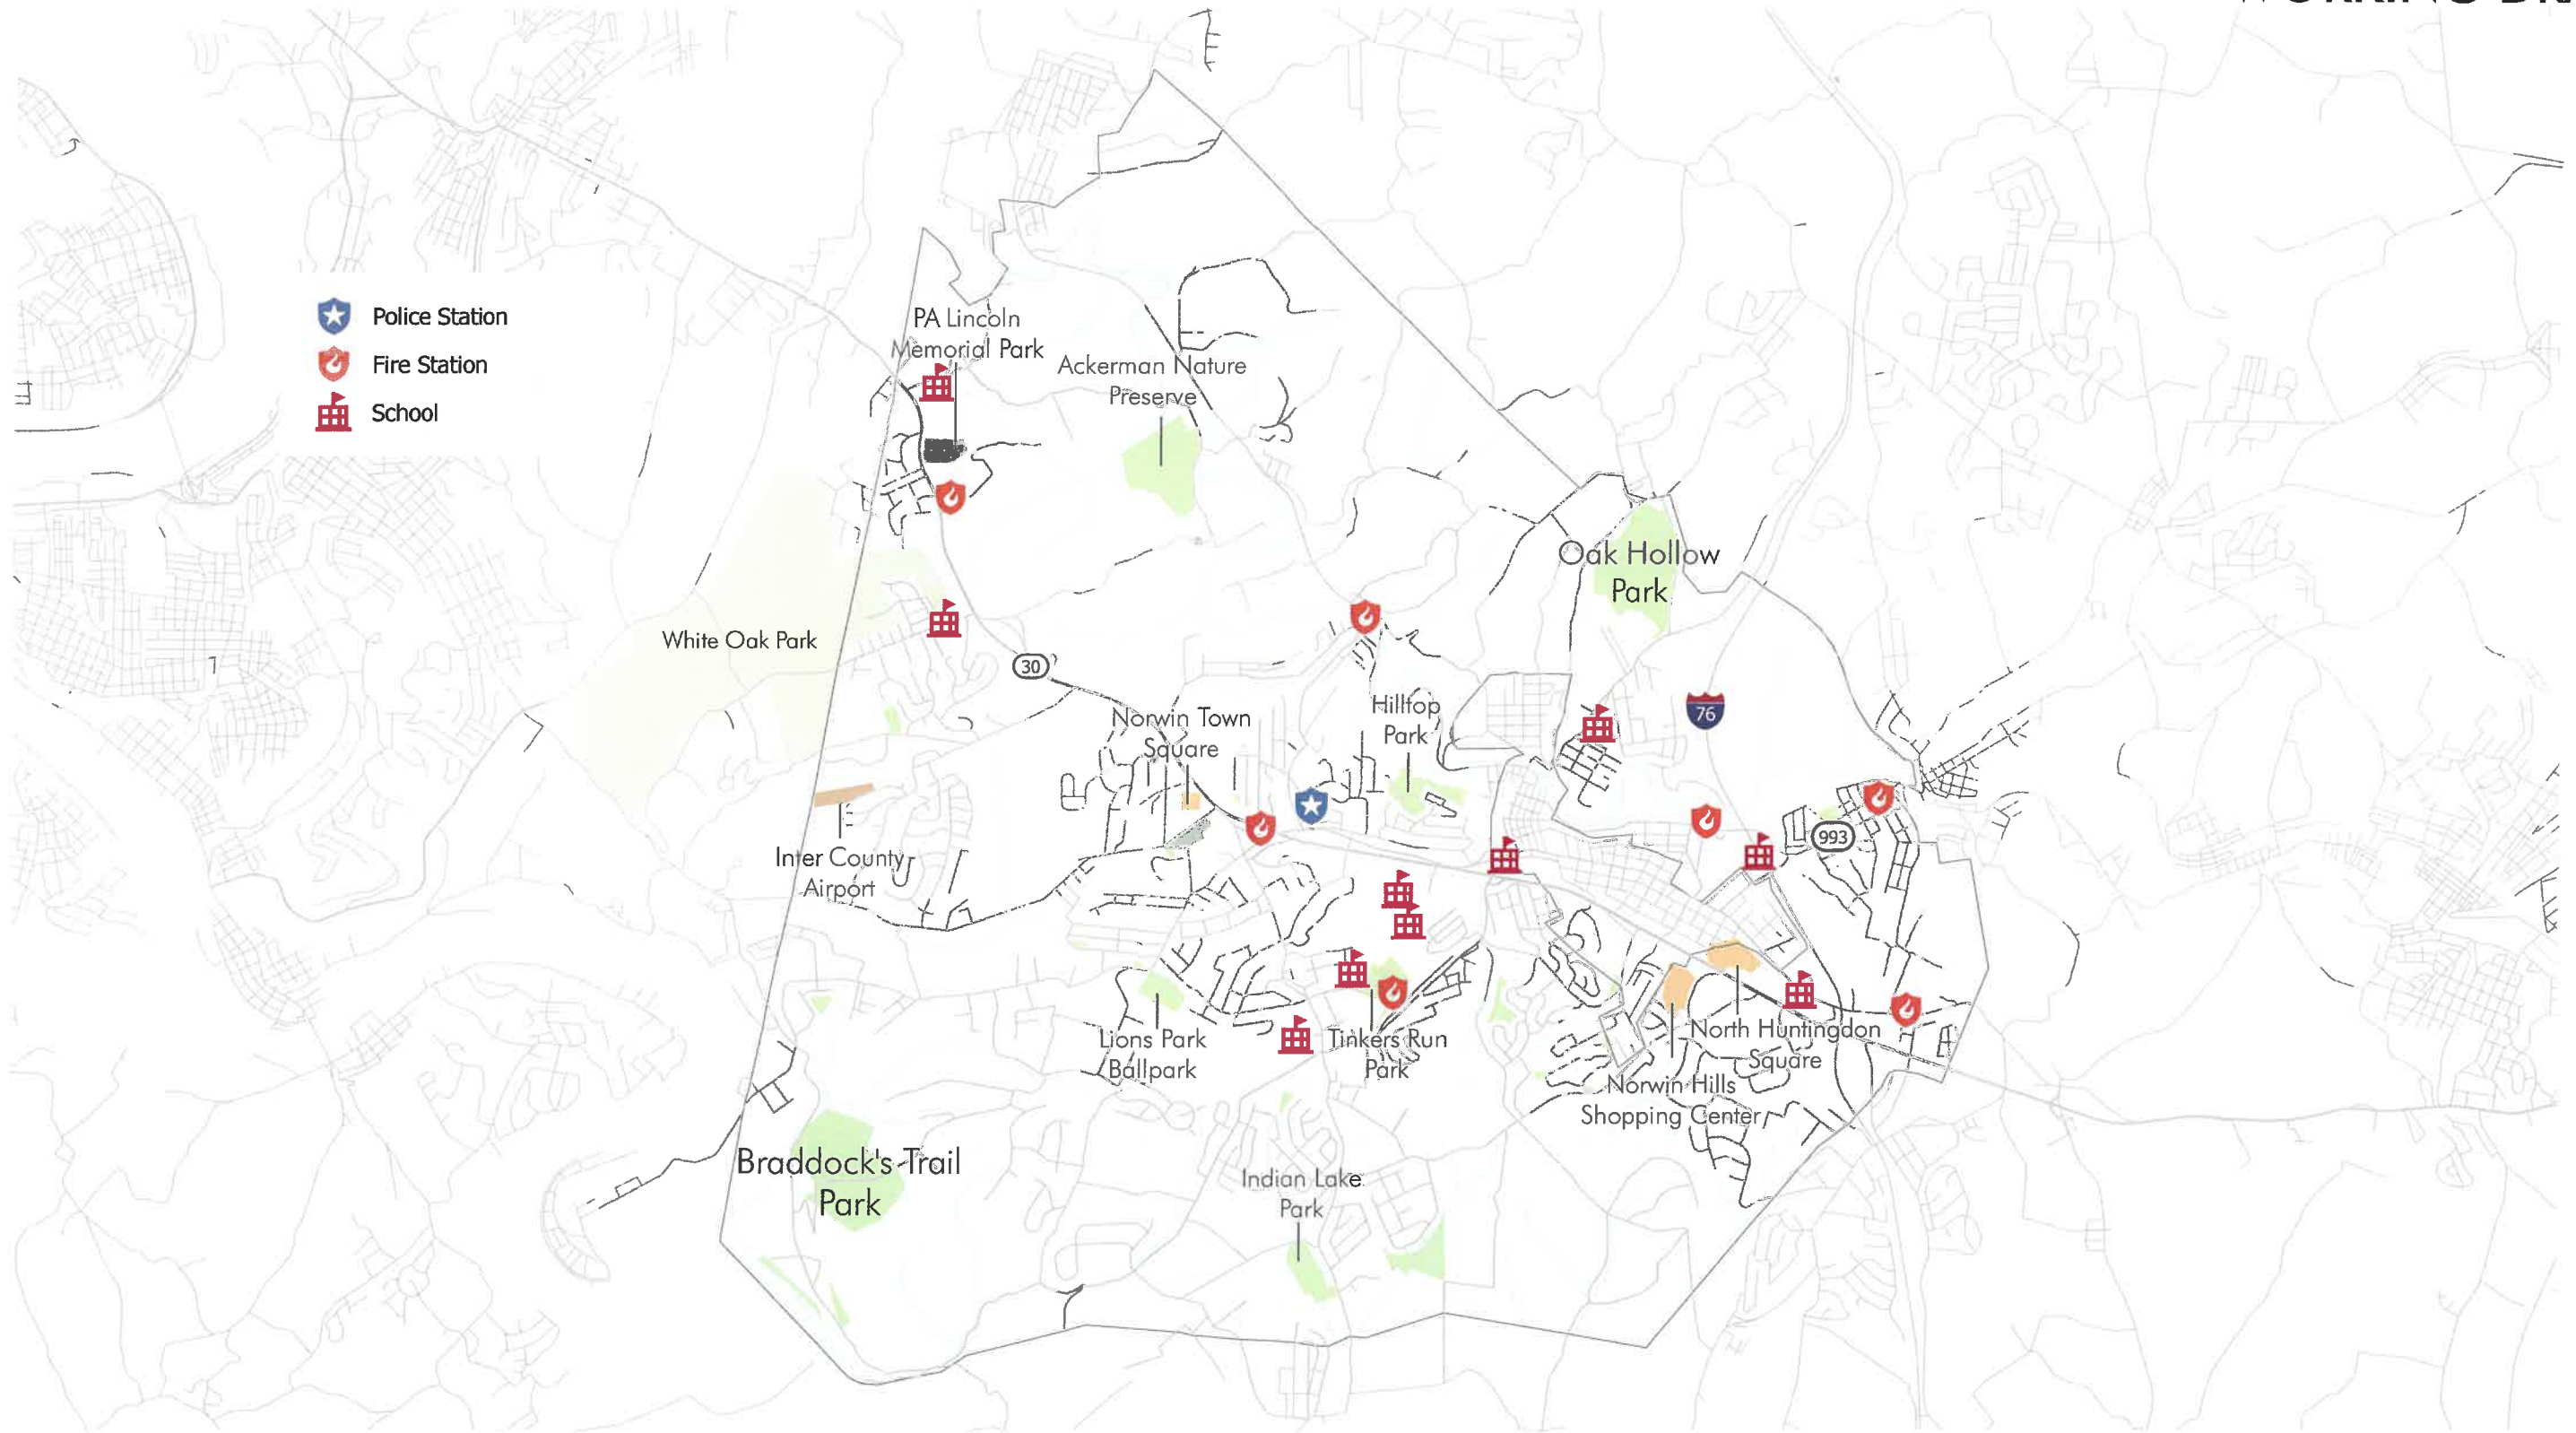 Police Station
Fire Station
School
PA Lincoln
Memorial Park
Ackerman Nature
Preserve
Oak Hollow
Park
White Oak Park
30
Norwin Town
Square
Hilltop
Park
76
993
Inter County
Airport
Lions Park
Ballpark
Tinkers Run
Park
North Huntingdon
Square
Norwin Hills
Shopping Center
Braddock's Trail
Park
Indian Lake
Park